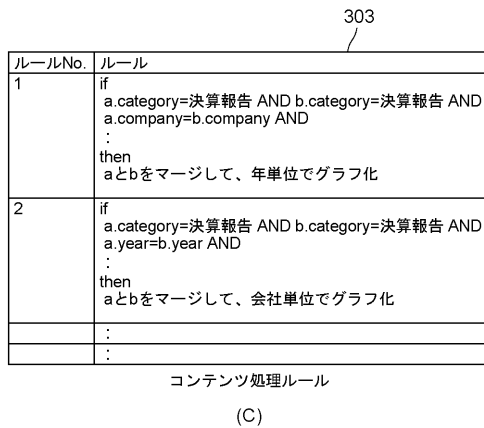 303
ルールNo. ルール
1 if
a.category=決算報告 AND b.category=決算報告 AND
a.company=b.company AND
：
then
aとbをマージして、年単位でグラフ化
2 if
a.category=決算報告 AND b.category=決算報告 AND
a.year=b.year AND
：
then
aとbをマージして、会社単位でグラフ化
：
：
コンテンツ処理ルール
(C)